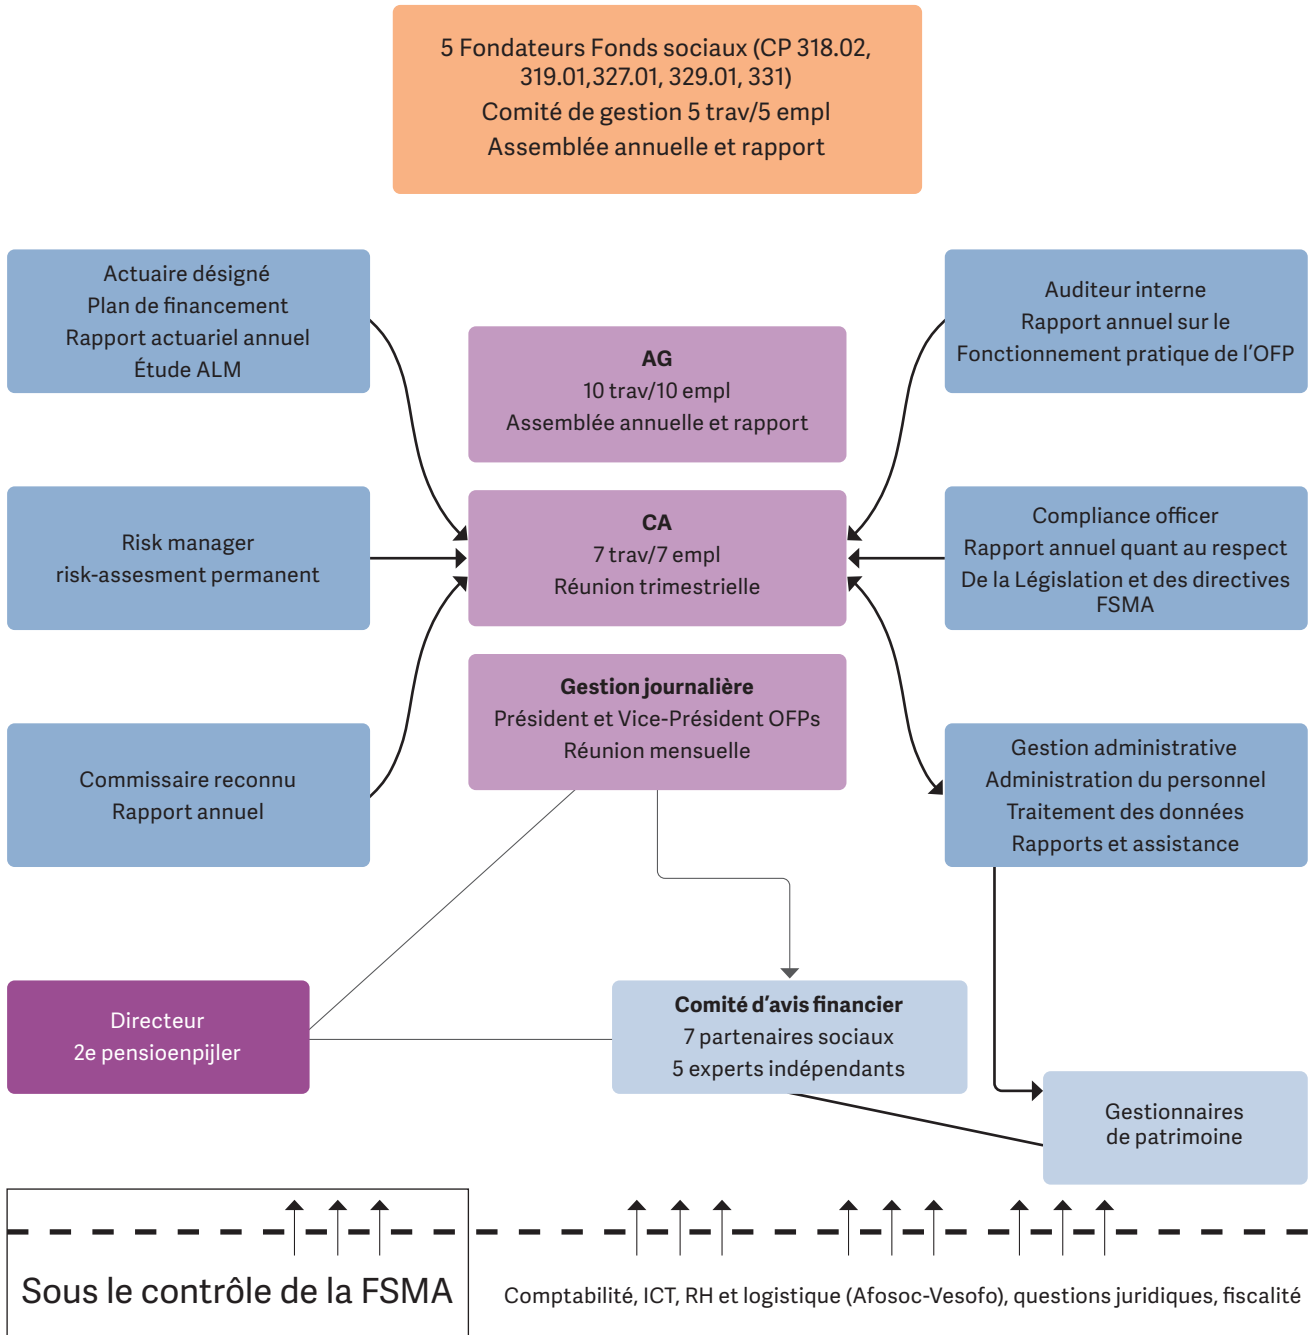 5 Fondateurs Fonds sociaux (CP 318.02,
319.01,327.01, 329.01, 331)
Comité de gestion 5 trav/5 empl
Assemblée annuelle et rapport
Actuaire désigné
Plan de financement
Rapport actuariel annuel
Étude ALM
Auditeur interne
Rapport annuel sur le
Fonctionnement pratique de l'OFP
AG
10 trav/10 empl
Assemblée annuelle et rapport
Risk manager
risk-assesment permanent
CA
7 trav/7 empl
Réunion trimestrielle
Compliance officer
Rapport annuel quant au respect
De la Législation et des directives
FSMA
Gestion journalière
Président et Vice-Président OFPs
Réunion mensuelle
Commissaire reconnu
Rapport annuel
Gestion administrative
Administration du personnel
Traitement des données
Rapports et assistance
Directeur
2e pensioenpijler
Comité d'avis financier
7 partenaires sociaux
5 experts indépendants
Gestionnaires
de patrimoine
Sous le contrôle de la FSMA
Comptabilité, ICT, RH et logistique (Afosoc-Vesofo), questions juridiques, fiscalité